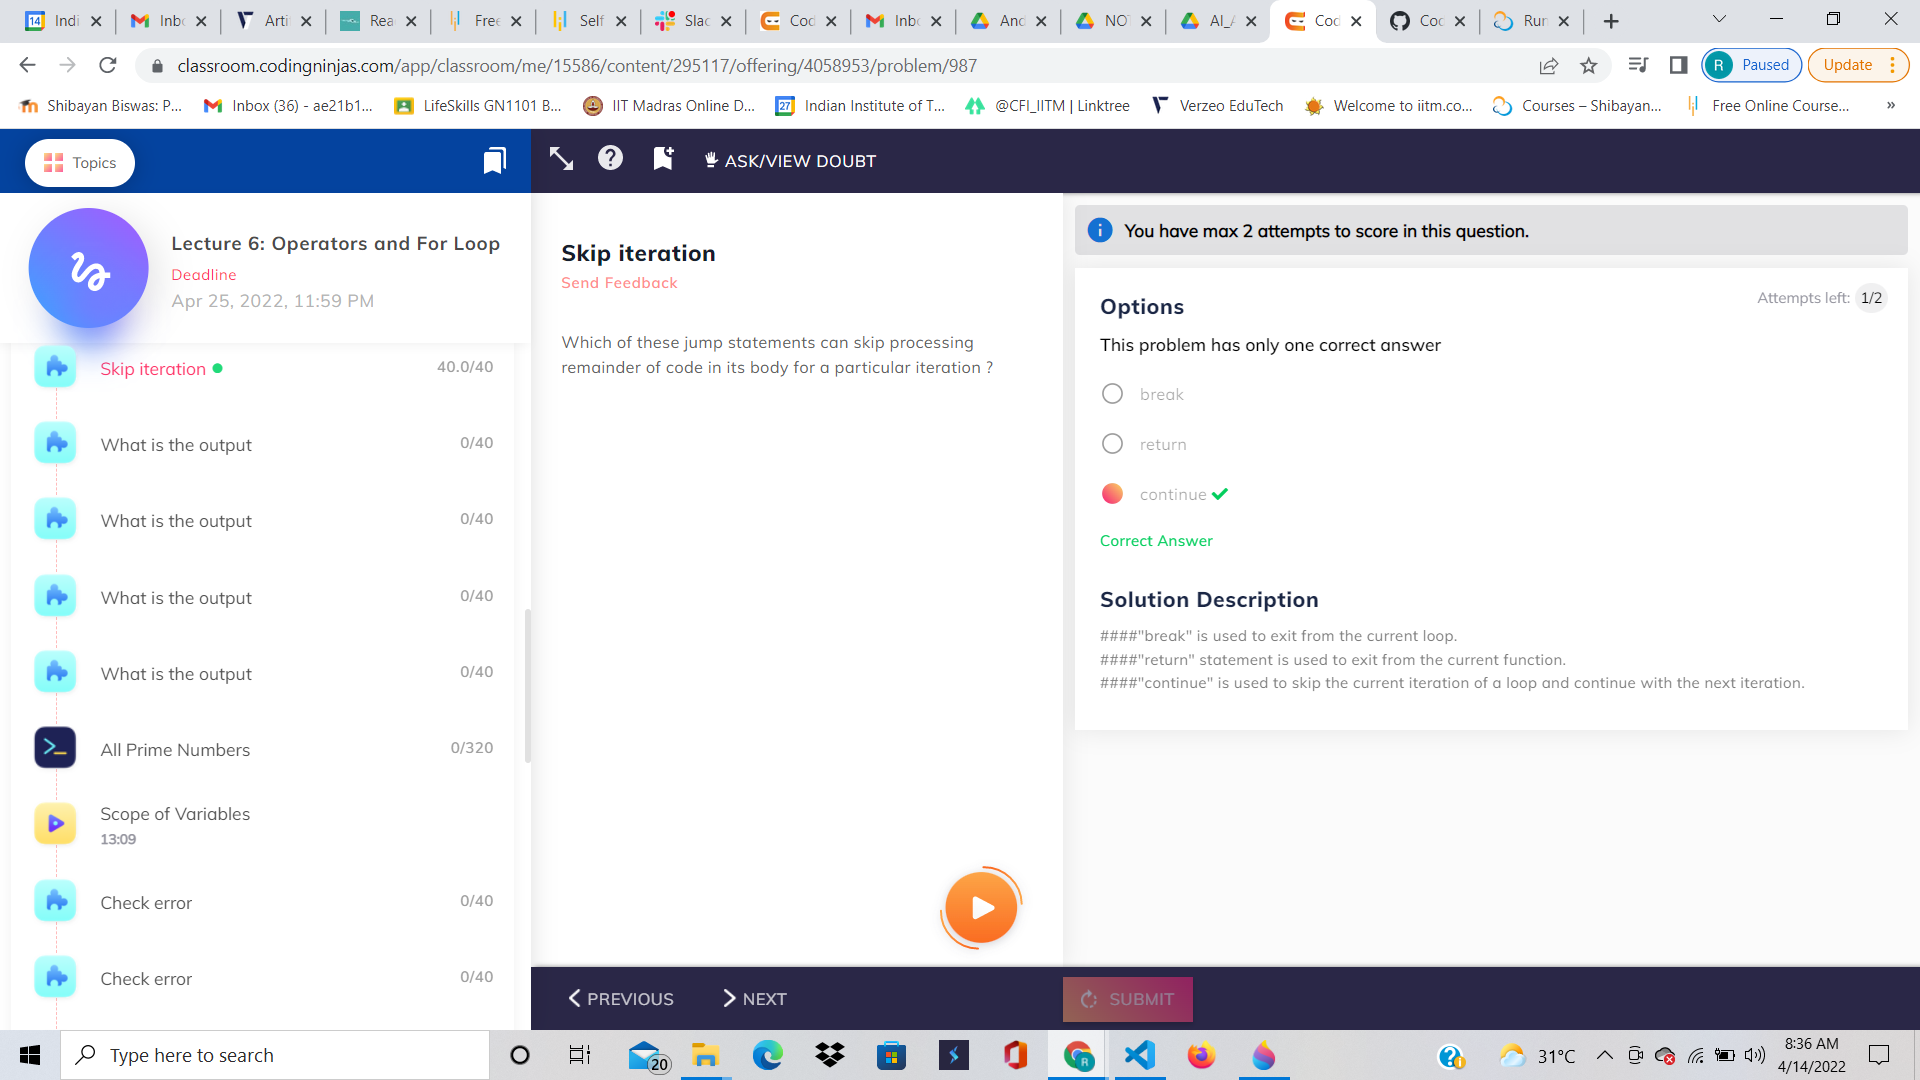 Indi
Inbo
Arti
Rea
Free
Self
Slac
Cod
Inbo
And
NOT
AI_A
Cod
Coo
Run
classroom.codingninjas.com/app/classroom/me/15586/content/295117/offering/4058953/problem/987
R Paused
Update
Shibayan Biswas: P...
Inbox (36) - ae21b1...
LifeSkills GN1101 B...
IIT Madras Online D...
27 Indian Institute of T...
@CFI_IITM | Linktree
Verzeo EduTech
Welcome to iitm.co...
Courses – Shibayan...
Free Online Course...
»
Topics
ASK/VIEW DOUBT
Lecture 6: Operators and For Loop
Deadline
Apr 25, 2022, 11:59 PM
Skip iteration 40.0/40
What is the output 0/40
What is the output 0/40
What is the output 0/40
What is the output 0/40
All Prime Numbers 0/320
Scope of Variables
13:09
Check error 0/40
Check error 0/40
Skip iteration
Send Feedback
Which of these jump statements can skip processing
remainder of code in its body for a particular iteration ?
You have max 2 attempts to score in this question.
Options
Attempts left: 1/2
This problem has only one correct answer
break
return
continue
Correct Answer
Solution Description
####"break" is used to exit from the current loop.
####"return" statement is used to exit from the current function.
####"continue" is used to skip the current iteration of a loop and continue with the next iteration.
PREVIOUS
NEXT
SUBMIT
Type here to search
20
R
31°C
8:36 AM
4/14/2022